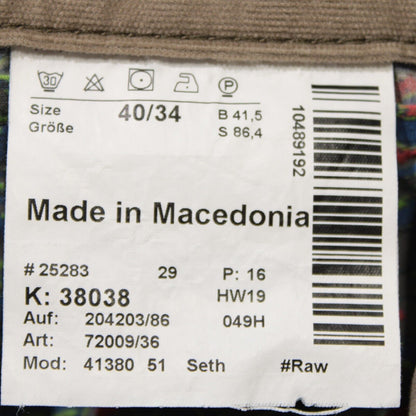 30 P
Size 40/34 B 41,5
Größe S 86,4
10489192
Made in Macedonia
# 25283 29 P: 16
K: 38038 HW19
Auf: 204203/86 049H
Art: 72009/36
Mod: 41380 51 Seth #Raw